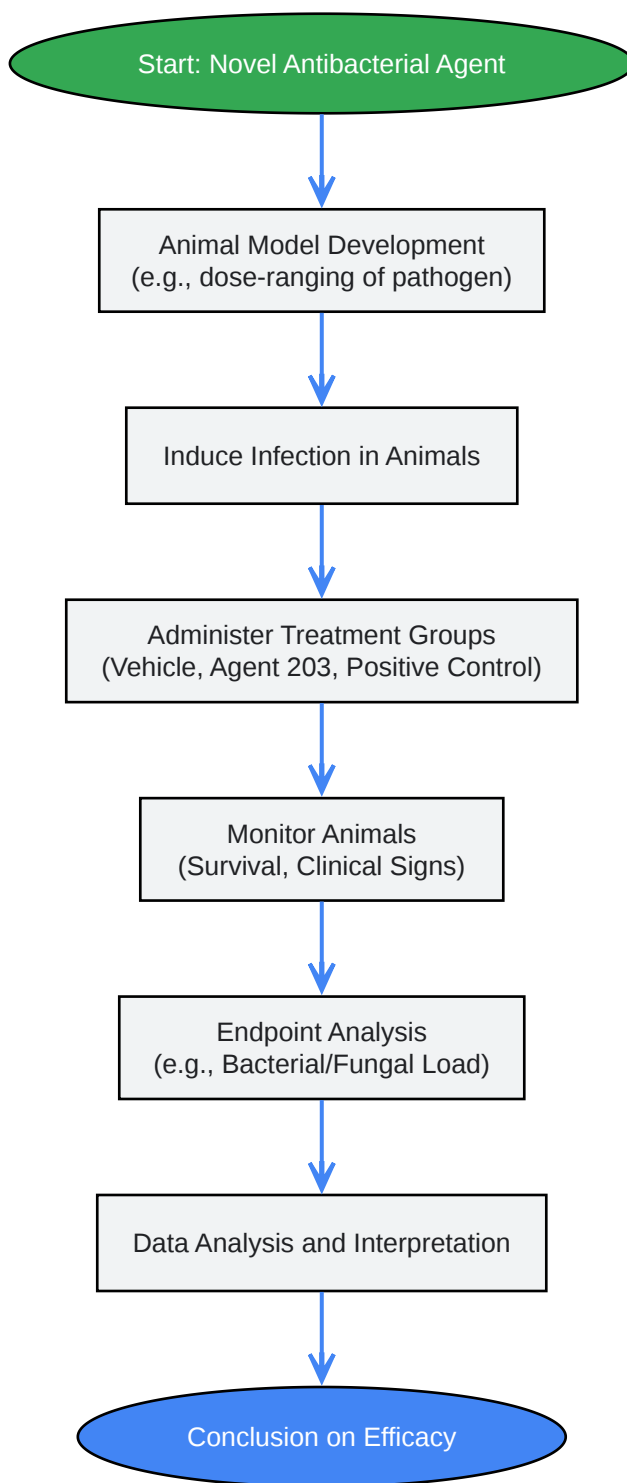 Start: Novel Antibacterial Agent
Animal Model Development
(e.g., dose-ranging of pathogen)
Induce Infection in Animals
Administer Treatment Groups
(Vehicle, Agent 203, Positive Control)
Monitor Animals
(Survival, Clinical Signs)
Endpoint Analysis
(e.g., Bacterial/Fungal Load)
Data Analysis and Interpretation
Conclusion on Efficacy